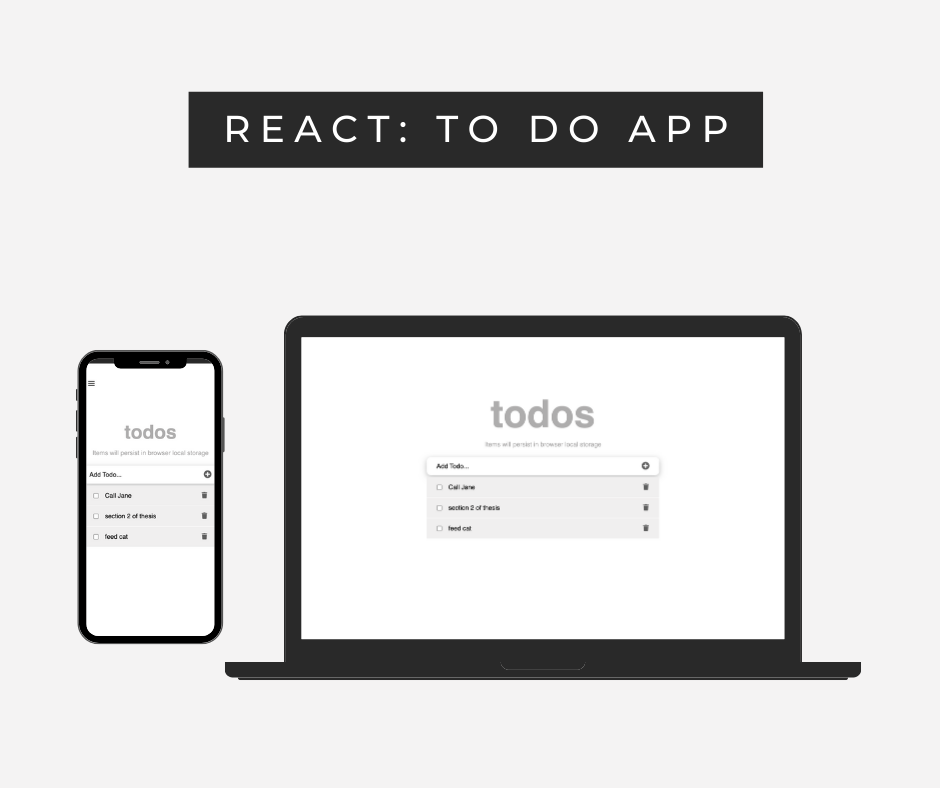 REACT: TO DO APP
todos
Items will persist in browser local storage
Add Todo...
Call Jane
section 2 of thesis
feed cat
todos
Items will persist in browser local storage
Add Todo...
Call Jane
section 2 of thesis
feed cat